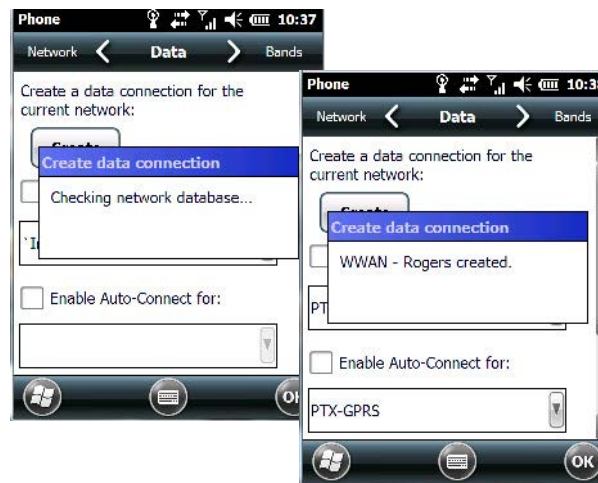 Phone 10:37
Network Data Bands
Create a data connection for the
current network:
Create data connection
Checking network database...
Enable Auto-Connect for:
Phone
Network Data Bands
Create a data connection for the
current network:
Create data connection
WWAN - Rogers created.
Enable Auto-Connect for:
PTX-GPRS
OK